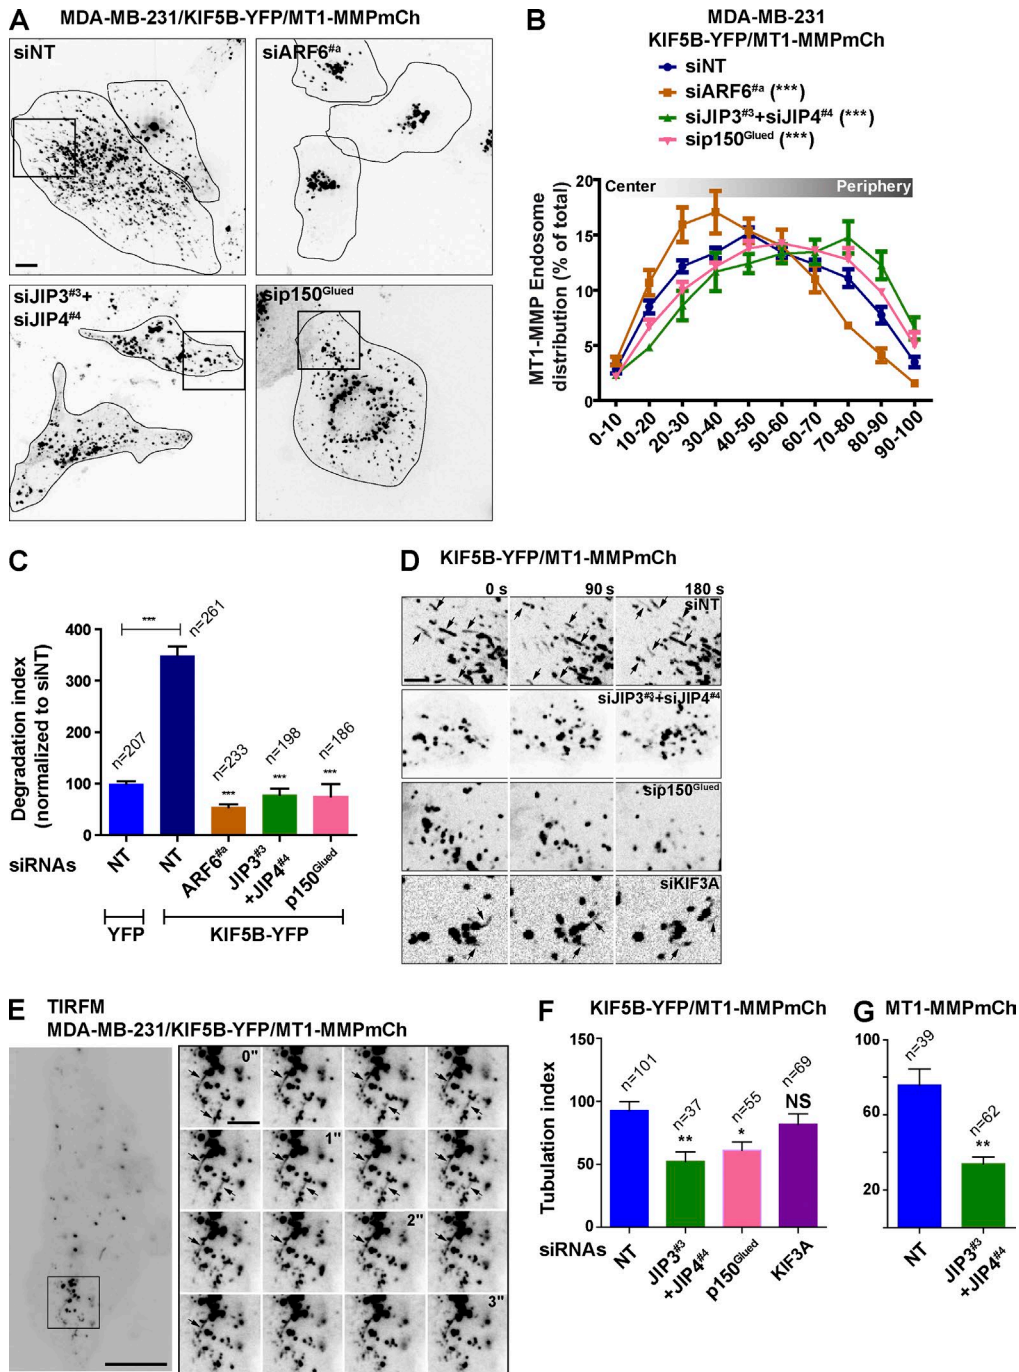 A MDA-MB-231/KIF5B-YFP/MT1-MMPmCh
siNT
siARF6#a
siJIP3#3+
siJIP4#4
sip150Glued
B MDA-MB-231
KIF5B-YFP/MT1-MMPmCh
siNT
siARF6#a (***)
siJIP3#3+siJIP4#4 (***)
sip150Glued (***)
MT1-MMP Endosome
distribution (% of total)
Center Periphery
20
15
10
5
0
0-10 10-20 20-30 30-40 40-50 50-60 60-70 70-80 80-90 90-100
C
Degradation index
(normalized to siNT)
400
300
200
100
0
n=207
***
n=261
n=233
***
n=198
***
n=186
***
siRNAs
NT
NT
ARF6#a
JIP3#3
+JIP4#4
p150Glued
YFP
KIF5B-YFP
D KIF5B-YFP/MT1-MMPmCh
0 s 90 s 180 s
siNT
siJIP3#3+siJIP4#4
sip150Glued
siKIF3A
E TIRFM
MDA-MB-231/KIF5B-YFP/MT1-MMPmCh
0"
1"
2"
3"
F KIF5B-YFP/MT1-MMPmCh
Tubulation index
150
100
50
0
n=101
n=37
**
n=55
*
n=69
NS
siRNAs
NT
JIP3#3
+JIP4#4
p150Glued
KIF3A
G MT1-MMPmCh
100
60
20
n=39
n=62
**
NT
JIP3#3
+JIP4#4